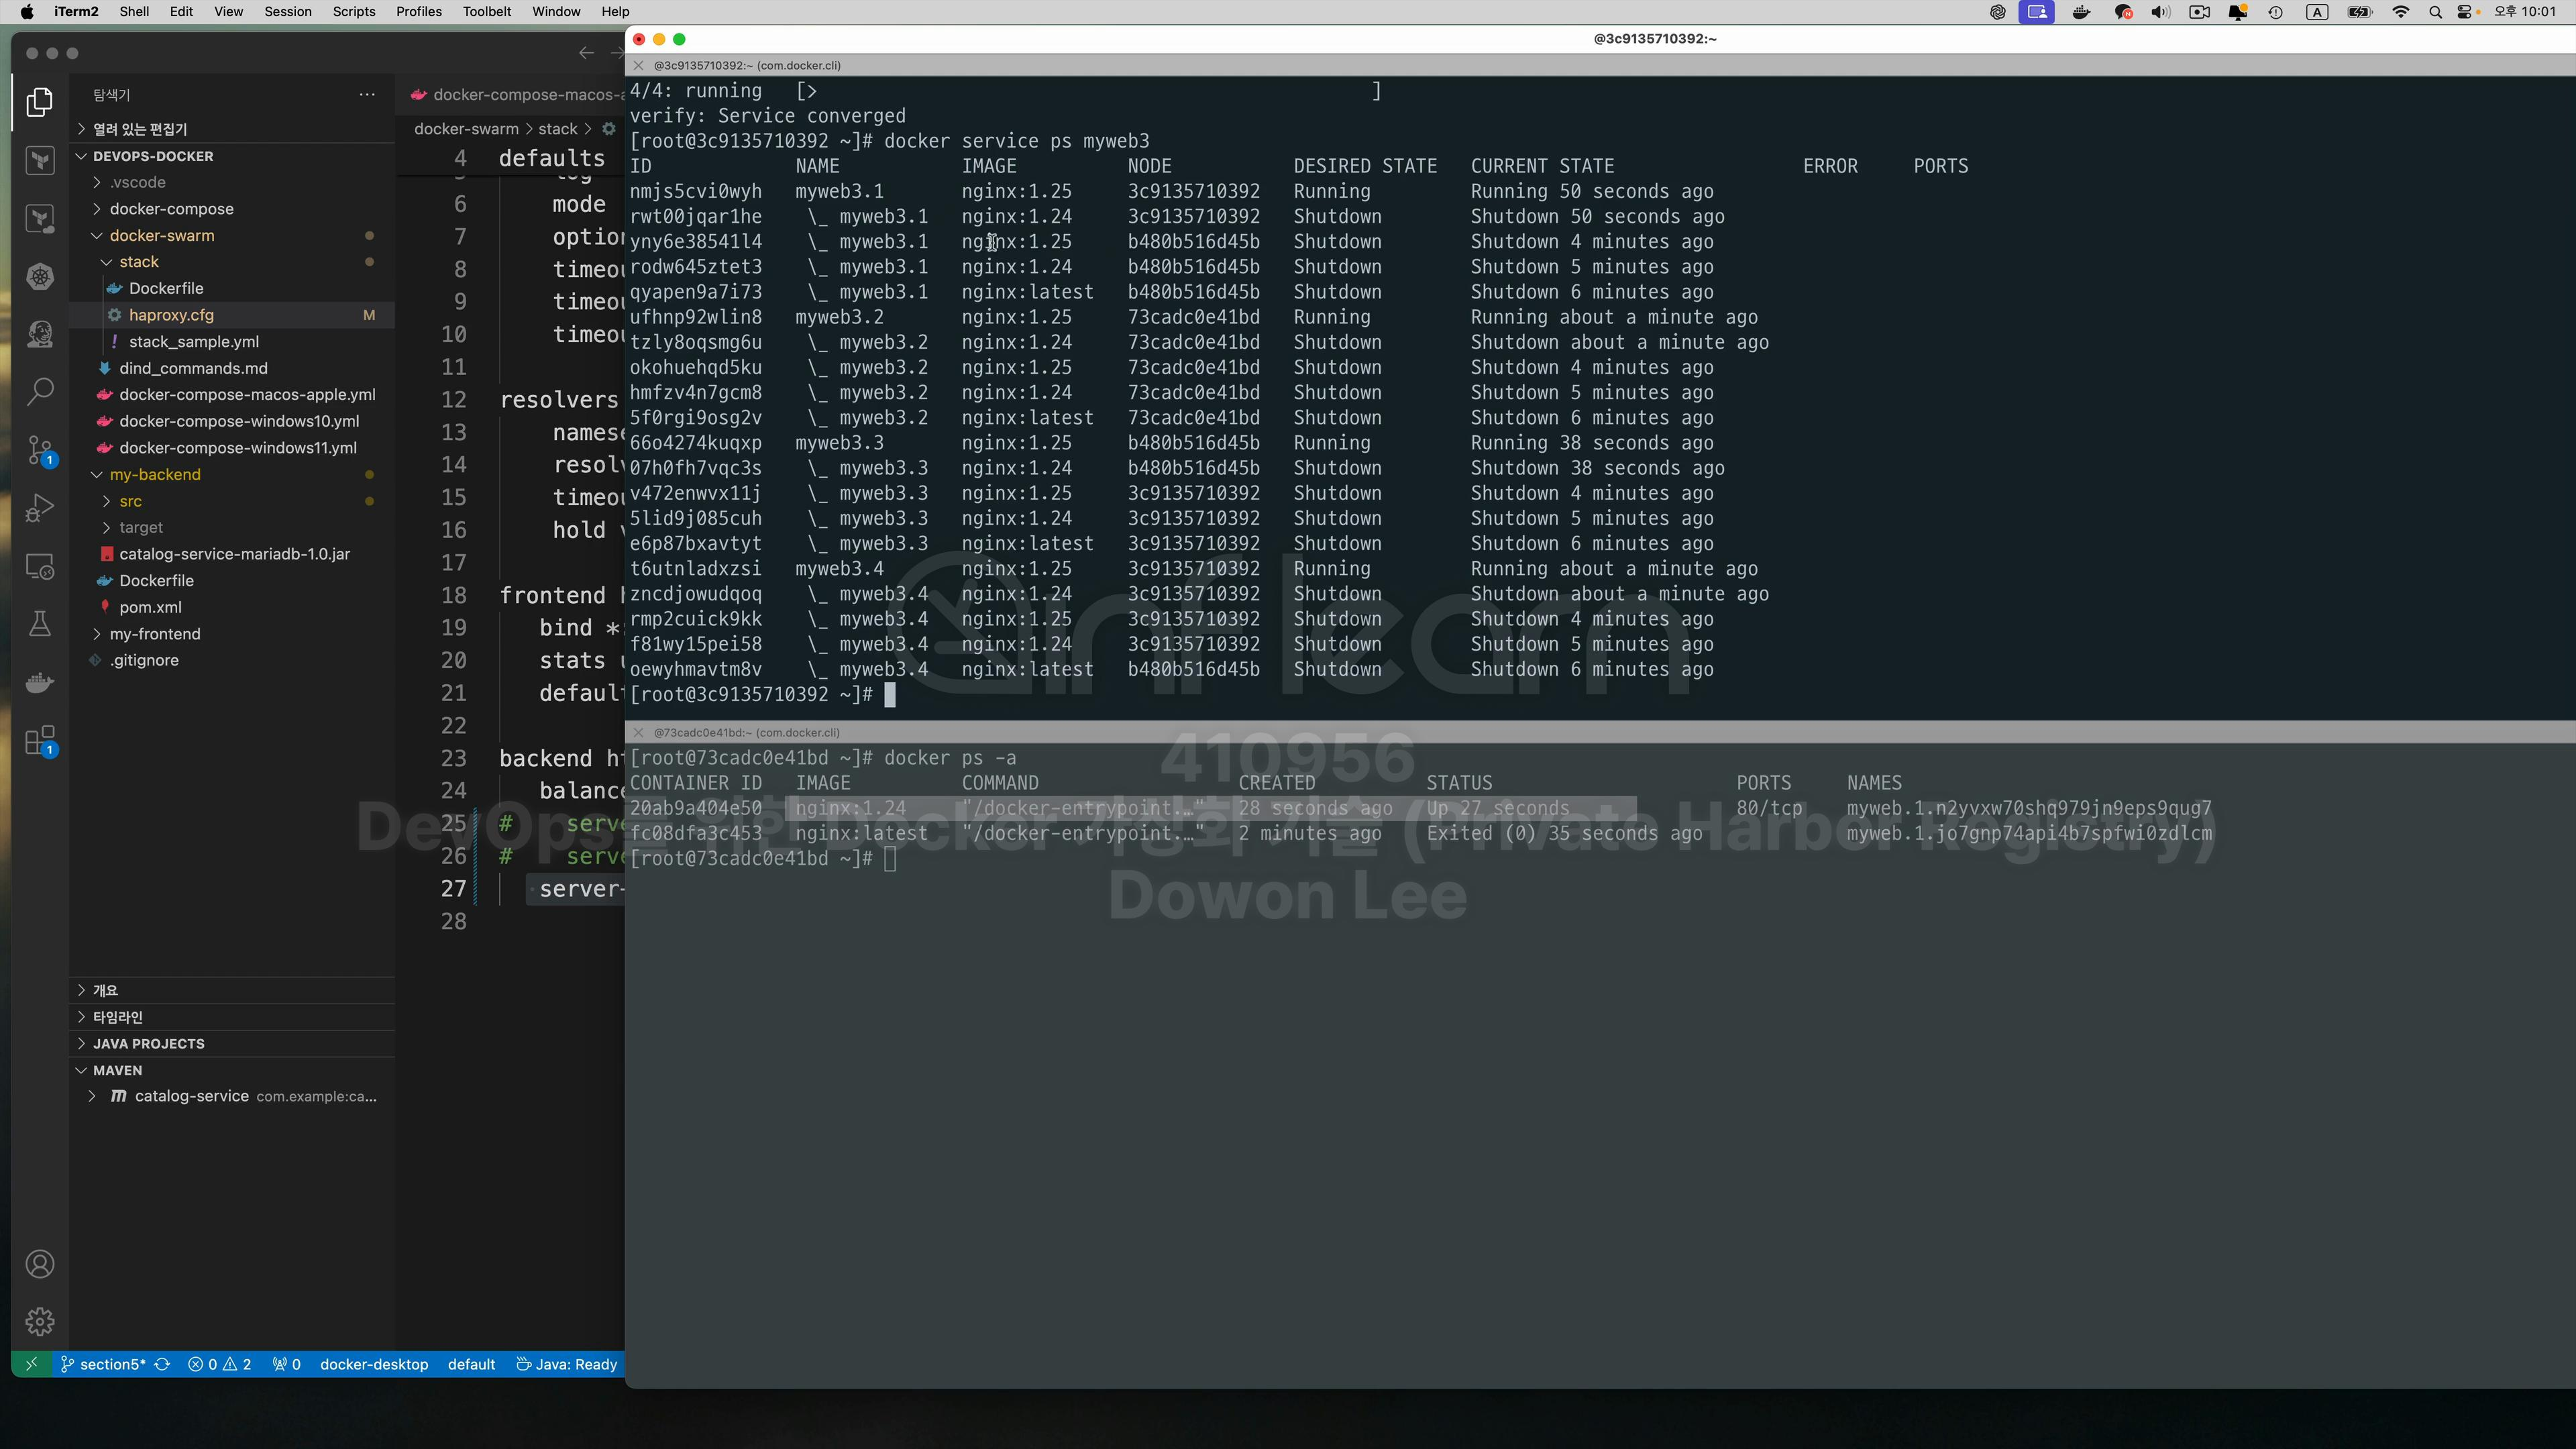 iTerm2 Shell Edit View Session Scripts Profiles Toolbelt Window Help 오후 10:01
@3c9135710392:~
@3c9135710392:~ (com.docker.cli)
4/4: running [> ]
verify: Service converged
[root@3c9135710392 ~]# docker service ps myweb3
ID NAME IMAGE NODE DESIRED STATE CURRENT STATE ERROR PORTS
nmjs5cvi0wyh myweb3.1 nginx:1.25 3c9135710392 Running Running 50 seconds ago
rwt00jqar1he \_ myweb3.1 nginx:1.24 3c9135710392 Shutdown Shutdown 50 seconds ago
yny6e38541l4 \_ myweb3.1 nginx:1.25 b480b516d45b Shutdown Shutdown 4 minutes ago
rodw645ztet3 \_ myweb3.1 nginx:1.24 b480b516d45b Shutdown Shutdown 5 minutes ago
qyapen9a7i73 \_ myweb3.1 nginx:latest b480b516d45b Shutdown Shutdown 6 minutes ago
ufhnp92wlin8 myweb3.2 nginx:1.25 73cadc0e41bd Running Running about a minute ago
tzly8oqsmg6u \_ myweb3.2 nginx:1.24 73cadc0e41bd Shutdown Shutdown about a minute ago
okohuehqd5ku \_ myweb3.2 nginx:1.25 73cadc0e41bd Shutdown Shutdown 4 minutes ago
hmfzv4n7gcm8 \_ myweb3.2 nginx:1.24 73cadc0e41bd Shutdown Shutdown 5 minutes ago
5f0rgi9osg2v \_ myweb3.2 nginx:latest 73cadc0e41bd Shutdown Shutdown 6 minutes ago
66o4274kuqxp myweb3.3 nginx:1.25 b480b516d45b Running Running 38 seconds ago
07h0fh7vqc3s \_ myweb3.3 nginx:1.24 b480b516d45b Shutdown Shutdown 38 seconds ago
v472enwvx11j \_ myweb3.3 nginx:1.25 3c9135710392 Shutdown Shutdown 4 minutes ago
5lid9j085cuh \_ myweb3.3 nginx:1.24 3c9135710392 Shutdown Shutdown 5 minutes ago
e6p87bxavtyt \_ myweb3.3 nginx:latest 3c9135710392 Shutdown Shutdown 6 minutes ago
t6utnladxzsi myweb3.4 nginx:1.25 3c9135710392 Running Running about a minute ago
zncdjowudqoq \_ myweb3.4 nginx:1.24 3c9135710392 Shutdown Shutdown about a minute ago
rmp2cuick9kk \_ myweb3.4 nginx:1.25 3c9135710392 Shutdown Shutdown 4 minutes ago
f81wy15pei58 \_ myweb3.4 nginx:1.24 3c9135710392 Shutdown Shutdown 5 minutes ago
oewyhmavtm8v \_ myweb3.4 nginx:latest b480b516d45b Shutdown Shutdown 6 minutes ago
[root@3c9135710392 ~]#
@73cadc0e41bd:~ (com.docker.cli)
[root@73cadc0e41bd ~]# docker ps -a
CONTAINER ID IMAGE COMMAND CREATED STATUS PORTS NAMES
20ab9a404e50 nginx:1.24 "/docker-entrypoint.…" 28 seconds ago Up 27 seconds 80/tcp myweb.1.n2yvxw70shq979jn9eps9qug7
fc08dfa3c453 nginx:latest "/docker-entrypoint.…" 2 minutes ago Exited (0) 35 seconds ago myweb.1.jo7gnp74api4b7spfwi0zdlcm
[root@73cadc0e41bd ~]#
탐색기
열려 있는 편집기
DEVOPS-DOCKER
.vscode
docker-compose
docker-swarm
stack
Dockerfile
haproxy.cfg M
stack_sample.yml
dind_commands.md
docker-compose-macos-apple.yml
docker-compose-windows10.yml
docker-compose-windows11.yml
my-backend
src
target
catalog-service-mariadb-1.0.jar
Dockerfile
pom.xml
my-frontend
.gitignore
개요
타임라인
JAVA PROJECTS
MAVEN
catalog-service com.example:ca...
1
1
docker-compose-macos-a
docker-swarm > stack >
4 defaults
6 mode
7 option
8 timeou
9 timeou
10 timeou
11
12 resolvers
13 namese
14 resolv
15 timeou
16 hold v
17
18 frontend h
19 bind *:
20 stats u
21 default
22
23 backend ht
24 balance
25 # serve
26 # serve
27 server-
28
section5* 0 2 0 docker-desktop default Java: Ready
inflearn
410956
DevOps를 위한 Docker 가상화 기술 (Private Harbor Registry)
Dowon Lee